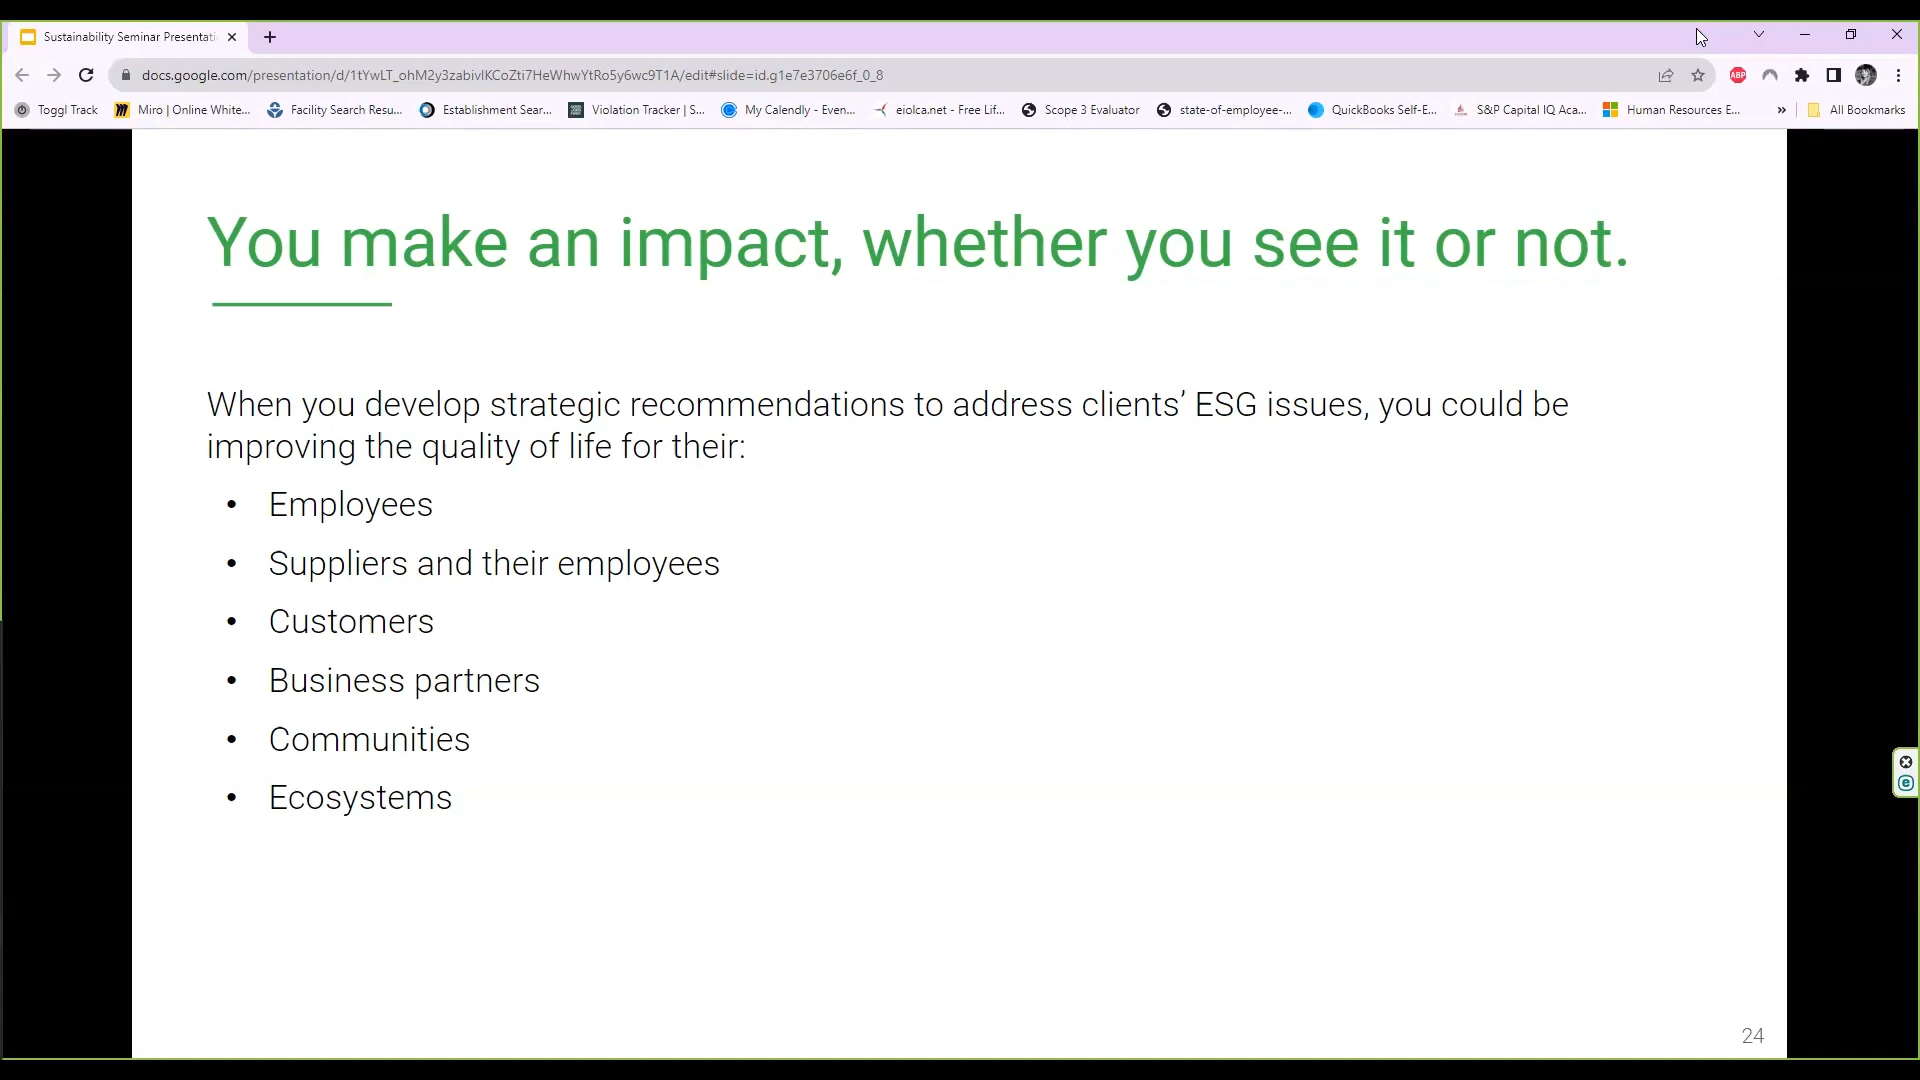 Sustainability Seminar Presentati
docs.google.com/presentation/d/1tYwLT_ohM2y3zabivlKCoZti7HeWhwYtRo5y6wc9T1A/edit#slide=id.g1e7e3706e6f_0_8
ABP
Toggl Track
Miro | Online White...
Facility Search Resu...
Establishment Sear...
Violation Tracker | S...
My Calendly - Even...
eiolca.net - Free Lif...
Scope 3 Evaluator
state-of-employee-...
QuickBooks Self-E...
S&P Capital IQ Aca...
Human Resources E...
»
All Bookmarks
You make an impact, whether you see it or not.
When you develop strategic recommendations to address clients’ ESG issues, you could be
improving the quality of life for their:
• Employees
• Suppliers and their employees
• Customers
• Business partners
• Communities
• Ecosystems
24